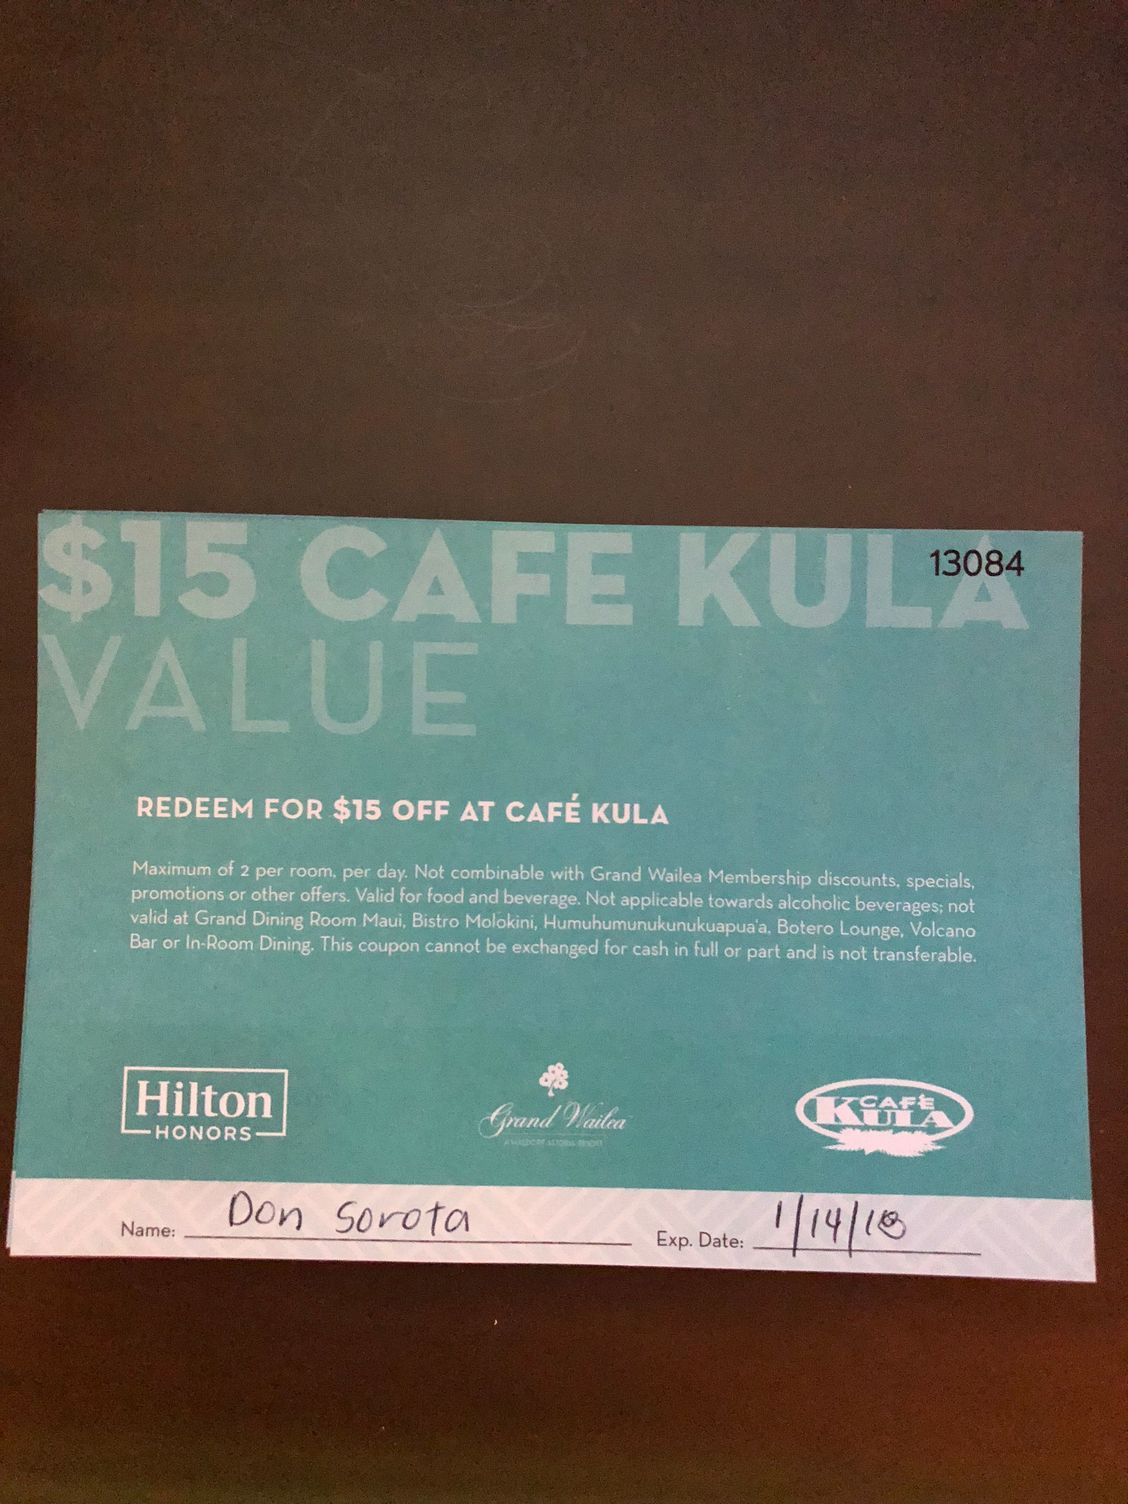 $15 CAFE KULA
13084
VALUE
REDEEM FOR $15 OFF AT CAFÉ KULA
Maximum of 2 per room, per day. Not combinable with Grand Wailea Membership discounts, specials,
promotions or other offers. Valid for food and beverage. Not applicable towards alcoholic beverages; not
valid at Grand Dining Room Maui, Bistro Molokini, Humuhumunukunukuapua'a, Botero Lounge, Volcano
Bar or In-Room Dining. This coupon cannot be exchanged for cash in full or part and is not transferable.
Hilton
HONORS
Grand Wailea
A WALDORF ASTORIA RESORT
CAFÉ
KULA
Name: Don Sorota
Exp. Date: 1/14/18